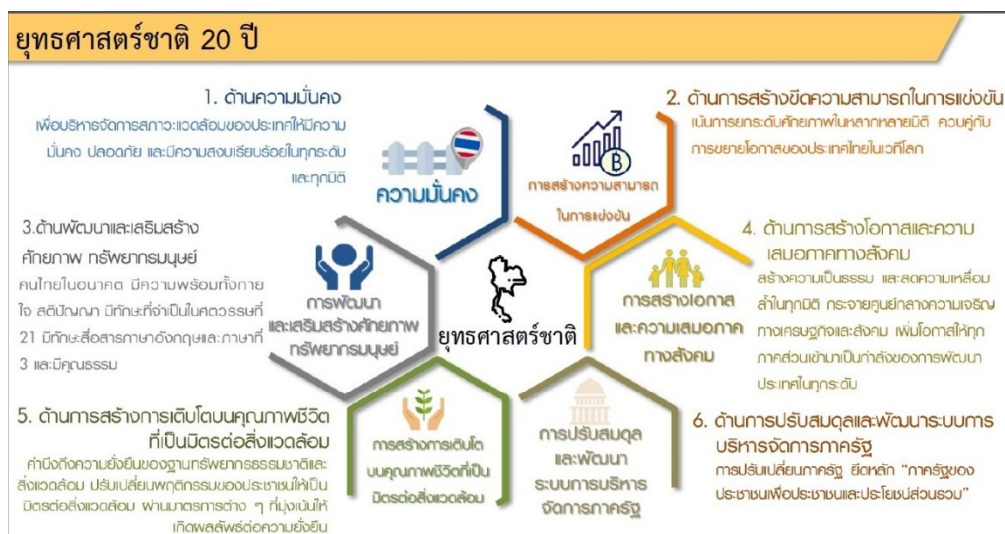 ยุทธศาสตร์ชาติ 20 ปี
1. ด้านความมั่นคง
เพื่อบริหารจัดการสภาวะแวดล้อมของประเทศให้มีความ
มั่นคง ปลอดภัย และมีความสงบเรียบร้อยในทุกระดับ
และทุกมิติ
ความมั่นคง
2. ด้านการสร้างขีดความสามารถในการแข่งขัน
เน้นการยกระดับศักยภาพในหลากหลายมิติ ควบคู่กับ
การขยายโอกาสของประเทศไทยในเวทีโลก
B
การสร้างความสามารถ
ในการแข่งขัน
3.ด้านพัฒนาและเสริมสร้าง
ศักยภาพ ทรัพยากรมนุษย์
คนไทยในอนาคต มีความพร้อมทั้งกาย
ใจ สติปัญญา มีทักษะที่จำเป็นในศตวรรษที่
21 มีทักษะสื่อสารภาษาอังกฤษและภาษาที่
3 และมีคุณธรรม
การพัฒนา
และเสริมสร้างศักยภาพ
ทรัพยากรมนุษย์
ยุทธศาสตร์ชาติ
4. ด้านการสร้างโอกาสและความ
เสมอภาคทางสังคม
สร้างความเป็นธรรม และลดความเหลื่อม
ล้ำในทุกมิติ กระจายศูนย์กลางความเจริญ
ทางเศรษฐกิจและสังคม เพิ่มโอกาสให้ทุก
ภาคส่วนเข้ามาเป็นกำลังของการพัฒนา
ประเทศในทุกระดับ
การสร้างโอกาส
และความเสมอภาค
ทางสังคม
5. ด้านการสร้างการเติบโตบนคุณภาพชีวิต
ที่เป็นมิตรต่อสิ่งแวดล้อม
คำนึงถึงความยั่งยืนของฐานทรัพยากรธรรมชาติและ
สิ่งแวดล้อม ปรับเปลี่ยนพฤติกรรมของประชาชนให้เป็น
มิตรต่อสิ่งแวดล้อม ผ่านมาตรการต่าง ๆ ที่มุ่งเน้นให้
เกิดผลลัพธ์ต่อความยั่งยืน
การสร้างการเติบโต
บนคุณภาพชีวิตที่เป็น
มิตรต่อสิ่งแวดล้อม
การปรับสมดุล
และพัฒนา
ระบบการบริหาร
จัดการภาครัฐ
6. ด้านการปรับสมดุลและพัฒนาระบบการ
บริหารจัดการภาครัฐ
การปรับเปลี่ยนภาครัฐ ยึดหลัก “ภาครัฐของ
ประชาชนเพื่อประชาชนและประโยชน์ส่วนรวม”